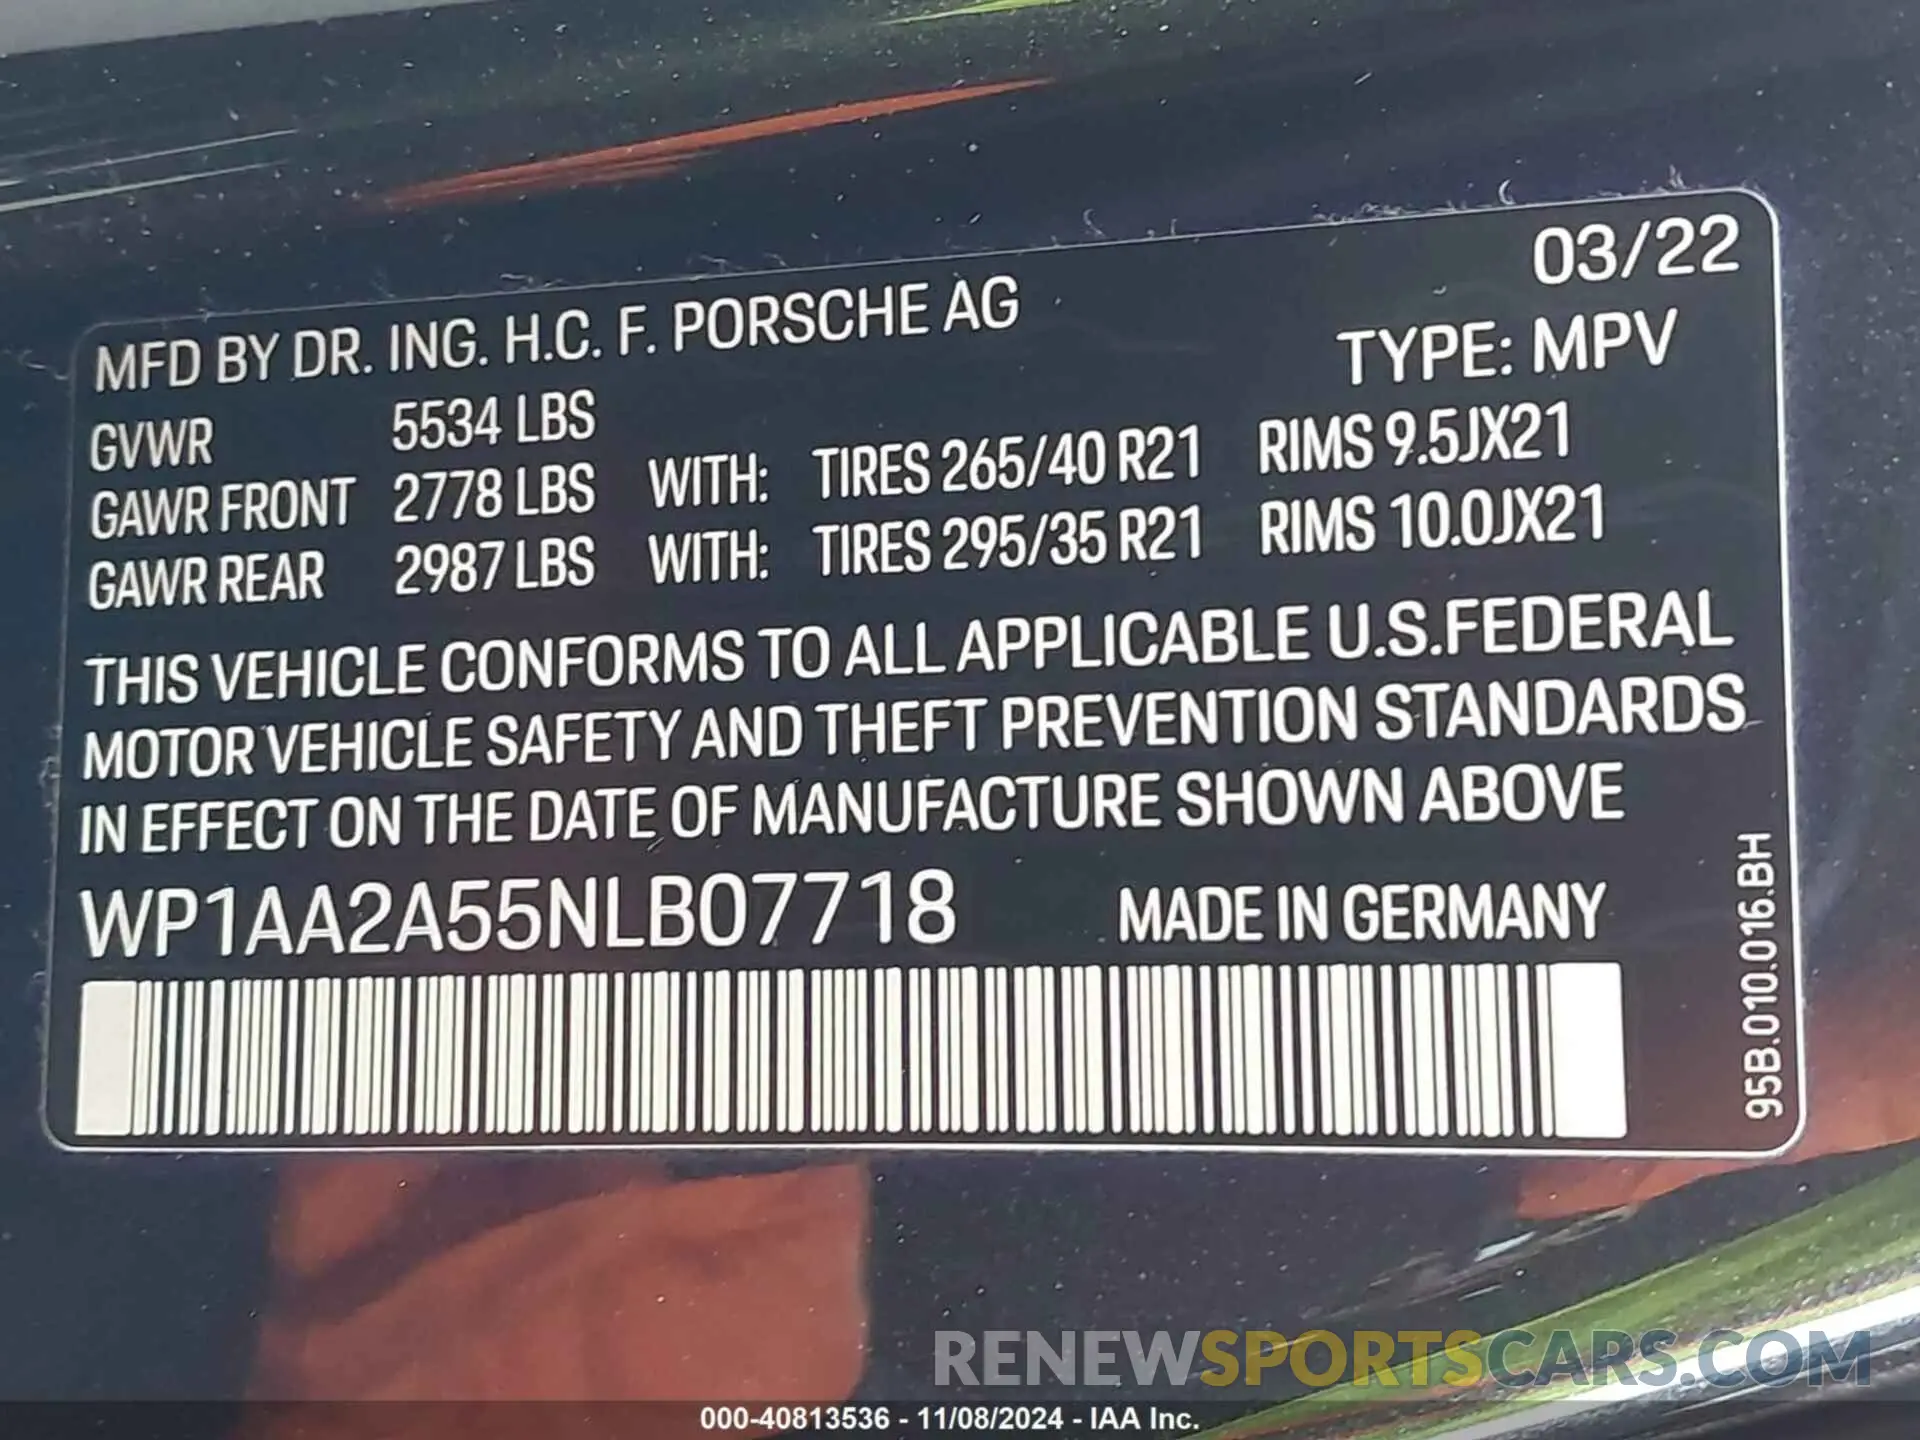 03/22
MFD BY DR. ING. H.C. F. PORSCHE AG
TYPE: MPV
GVWR 5534 LBS
GAWR FRONT 2778 LBS WITH: TIRES 265/40 R21 RIMS 9.5JX21
GAWR REAR 2987 LBS WITH: TIRES 295/35 R21 RIMS 10.0JX21
THIS VEHICLE CONFORMS TO ALL APPLICABLE U.S.FEDERAL
MOTOR VEHICLE SAFETY AND THEFT PREVENTION STANDARDS
IN EFFECT ON THE DATE OF MANUFACTURE SHOWN ABOVE
WP1AA2A55NLB07718 MADE IN GERMANY
95B.010.016.BH
RENEWSPORTSCARS.COM
000-40813536 - 11/08/2024 - IAA Inc.